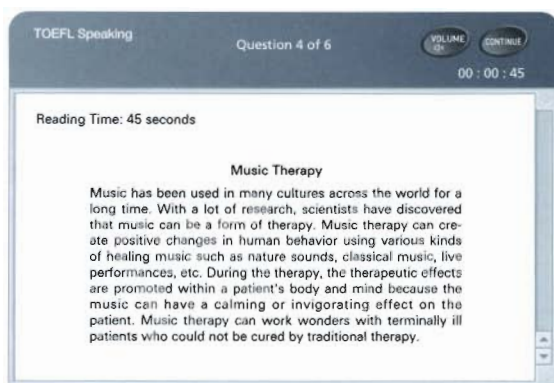 TOEFL Speaking
Question 4 of 6
VOLUME
CONTINUE
00 : 00 : 45
Reading Time: 45 seconds
Music Therapy
Music has been used in many cultures across the world for a
long time. With a lot of research, scientists have discovered
that music can be a form of therapy. Music therapy can cre-
ate positive changes in human behavior using various kinds
of healing music such as nature sounds, classical music, live
performances, etc. During the therapy, the therapeutic effects
are promoted within a patient's body and mind because the
music can have a calming or invigorating effect on the
patient. Music therapy can work wonders with terminally ill
patients who could not be cured by traditional therapy.